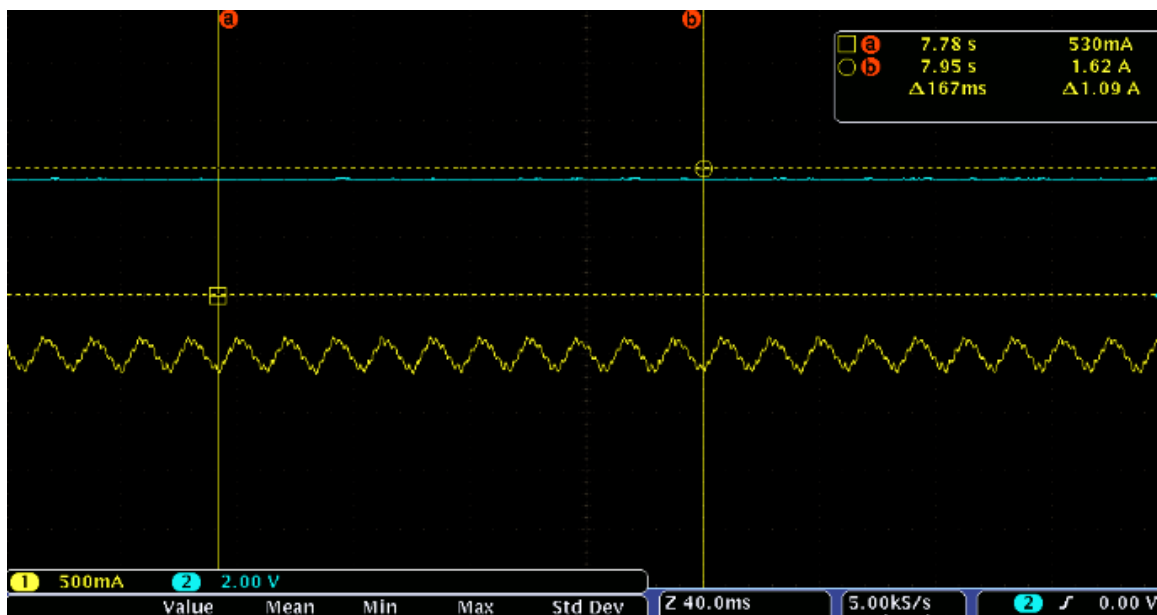 a b
a 7.78 s 530mA
b 7.95 s 1.62 A
Δ167ms Δ1.09 A
1 500mA 2 2.00 V
Value Mean Min Max Std Dev
Z 40.0ms 5.00kS/s 2 0.00 V